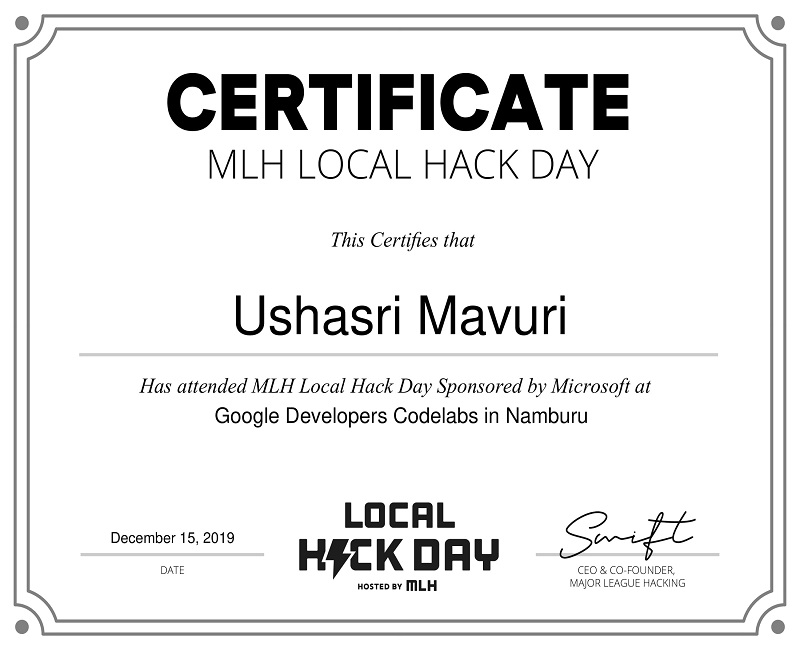 CERTIFICATE
MLH LOCAL HACK DAY
This Certifies that
Ushasri Mavuri
Has attended MLH Local Hack Day Sponsored by Microsoft at
Google Developers Codelabs in Namburu
December 15, 2019
DATE
LOCAL
HACK DAY
HOSTED BY MLH
Swift
CEO & CO-FOUNDER,
MAJOR LEAGUE HACKING